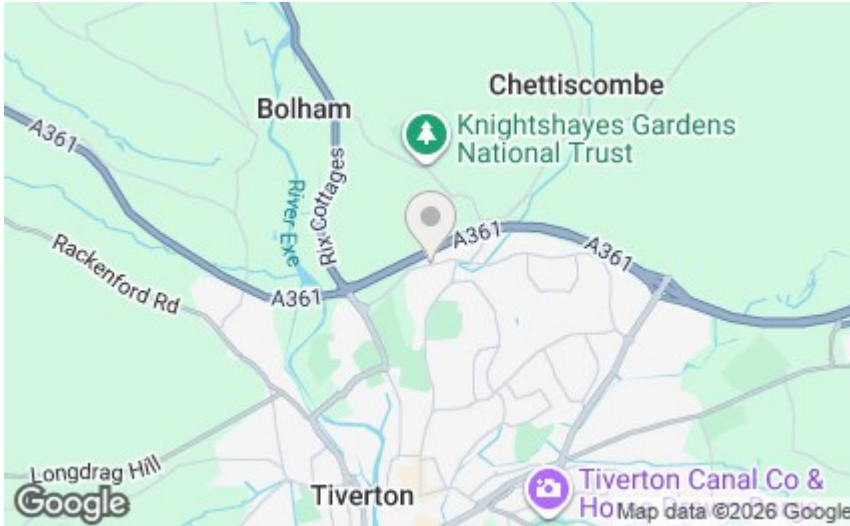 Chettiscombe
Bolham
Knightshayes Gardens
National Trust
A361
River Exe
Rix Cottages
A361
A361
Rackenford Rd
A361
Longdrag Hill
Tiverton
Tiverton Canal Co &
Google
Map data ©2026 Google